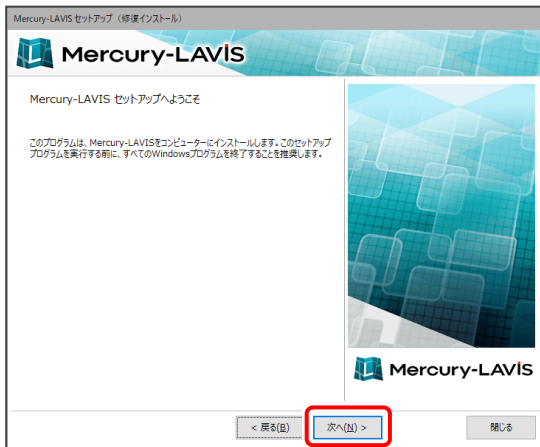 Mercury-LAVIS セットアップ（修復インストール）
Mercury-LAVIS
Mercury-LAVIS セットアップへようこそ
このプログラムは、Mercury-LAVISをコンピューターにインストールします。このセットアップ
プログラムを実行する前に、すべてのWindowsプログラムを終了することを推奨します。
Mercury-LAVIS
< 戻る(B)
次へ(N) >
閉じる